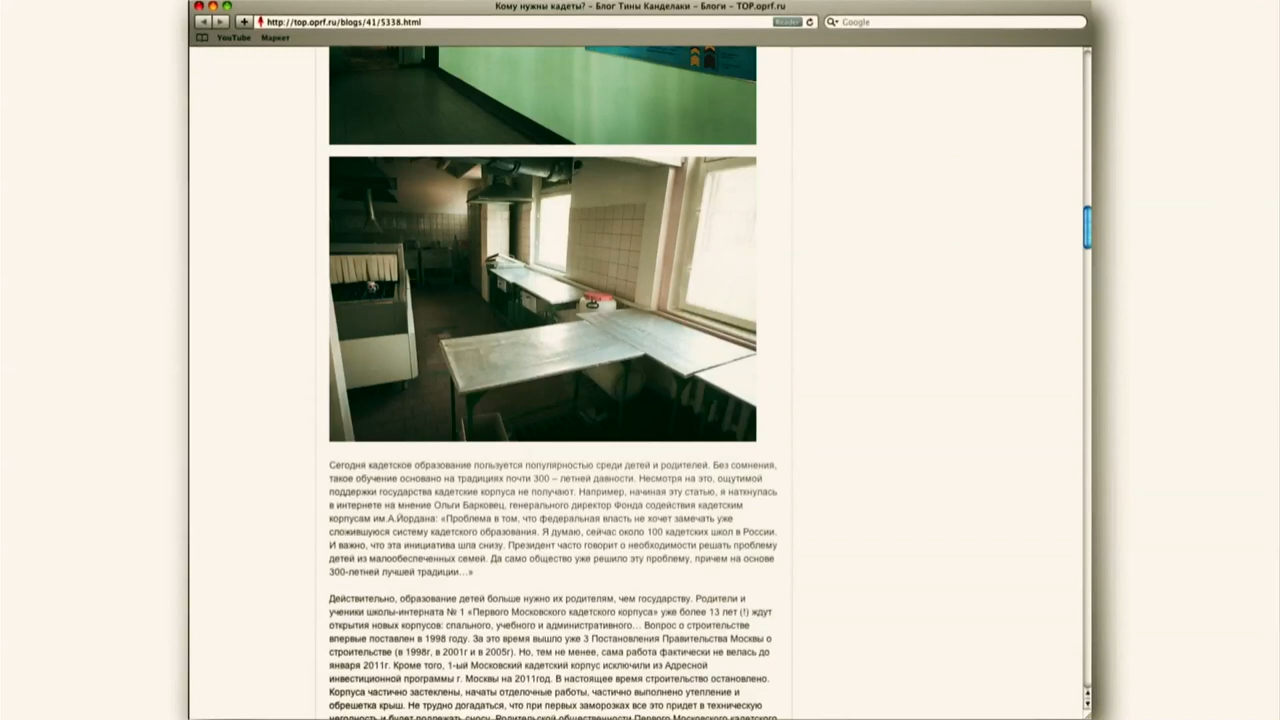 Кому нужны кадеты? – Блог Тины Канделаки – Блоги – TOP.oprf.ru
http://top.oprf.ru/blogs/41/5338.html
Reader
Google
YouTube Маркет
Сегодня кадетское образование пользуется популярностью среди детей и родителей. Без сомнения,
такое обучение основано на традициях почти 300 – летней давности. Несмотря на это, ощутимой
поддержки государства кадетские корпуса не получают. Например, начиная эту статью, я наткнулась
в интернете на мнение Ольги Барковец, генерального директор Фонда содействия кадетским
корпусам им.А.Йордана: «Проблема в том, что федеральная власть не хочет замечать уже
сложившуюся систему кадетского образования. Я думаю, сейчас около 100 кадетских школ в России.
И важно, что эта инициатива шла снизу. Президент часто говорит о необходимости решать проблему
детей из малообеспеченных семей. Да само общество уже решило эту проблему, причем на основе
300-летней лучшей традиции…»
Действительно, образование детей больше нужно их родителям, чем государству. Родители и
ученики школы-интерната № 1 «Первого Московского кадетского корпуса» уже более 13 лет (!) ждут
открытия новых корпусов: спального, учебного и административного… Вопрос о строительстве
впервые поставлен в 1998 году. За это время вышло уже 3 Постановления Правительства Москвы о
строительстве (в 1998г, в 2001г и в 2005г). Но, тем не менее, сама работа фактически не велась до
января 2011г. Кроме того, 1-ый Московский кадетский корпус исключили из Адресной
инвестиционной программы г. Москвы на 2011год. В настоящее время строительство остановлено.
Корпуса частично застеклены, начаты отделочные работы, частично выполнено утепление и
обрешетка крыш. Не трудно догадаться, что при первых заморозках все это придет в техническую
негодность и будет подлежать сносу. Родительской общественности Первого Московского кадетского